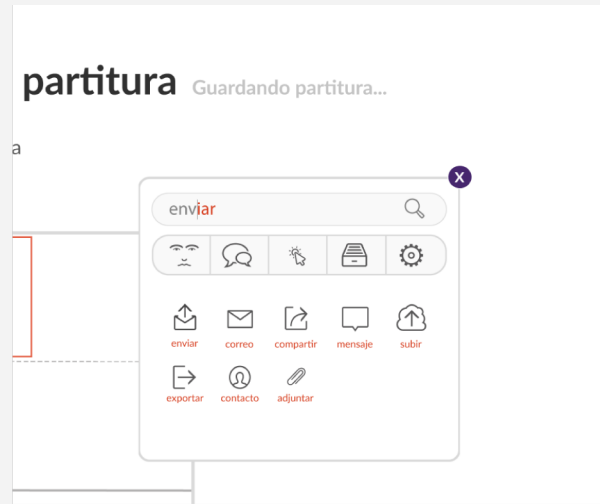 partitura Guardando partitura...
a
X
enviar
enviar correo compartir mensaje subir
exportar contacto adjuntar